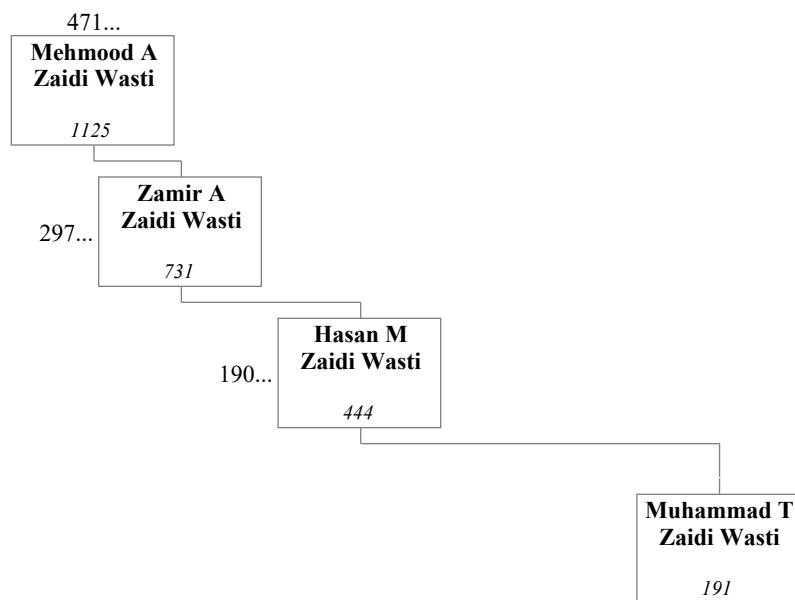 471...
Mehmood A
Zaidi Wasti
1125
Zamir A
Zaidi Wasti
297...
731
Hasan M
Zaidi Wasti
190...
444
Muhammad T
Zaidi Wasti
191